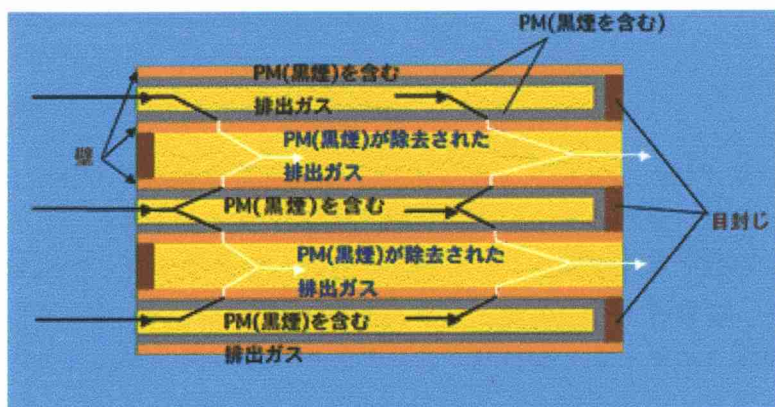 PM(黒煙を含む)
PM(黒煙)を含む
排出ガス
PM(黒煙)が除去された
排出ガス
壁
PM(黒煙)を含む
目封じ
PM(黒煙)が除去された
排出ガス
PM(黒煙)を含む
排出ガス